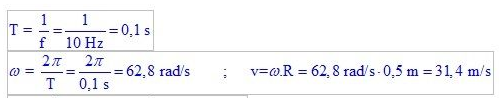 T = 1/f = 1/10 Hz = 0,1 s
ω = 2π/T = 2π/0,1 s = 62,8 rad/s ; v=ω.R = 62,8 rad/s·0,5 m = 31,4 m/s